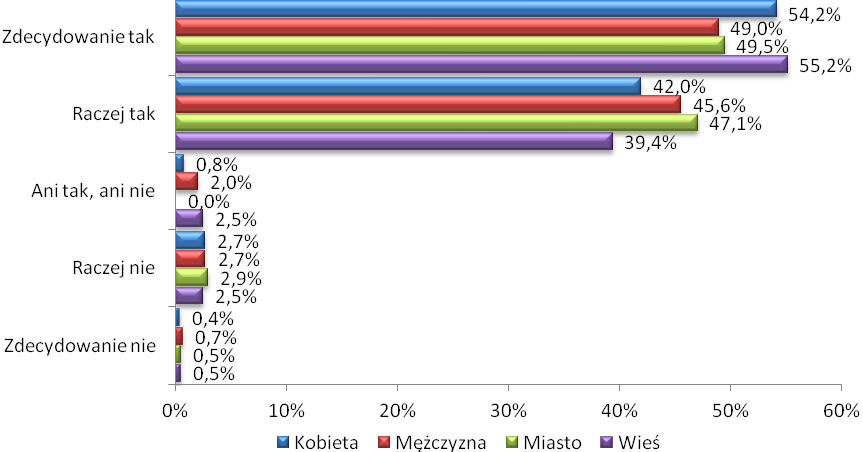 54,2%
Zdecydowanie tak
49,0%
49,5%
55,2%
42,0%
Raczej tak
45,6%
47,1%
39,4%
0,8%
Ani tak, ani nie
2,0%
0,0%
2,5%
2,7%
Raczej nie
2,7%
2,9%
2,5%
0,4%
Zdecydowanie nie
0,7%
0,5%
0,5%
0% 10% 20% 30% 40% 50% 60%
Kobieta Mężczyzna Miasto Wieś